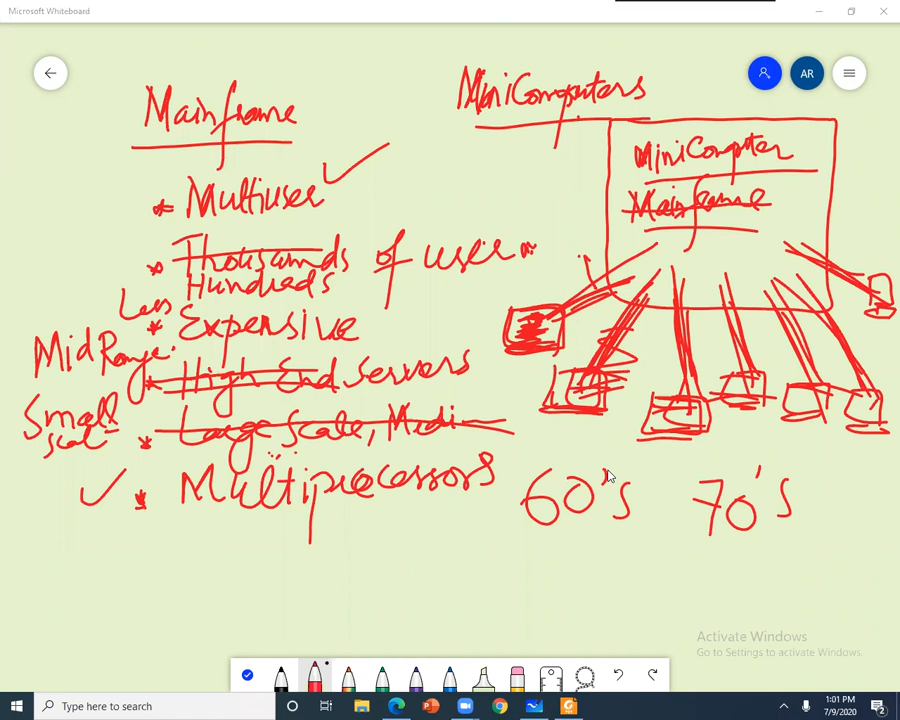 Microsoft Whiteboard
AR
Mainframe
* Multiuser
* Thousands of users
Hundreds
Less
* Expensive
MidRange
* High End Servers
Small
scale
* Large Scale, Medi
* Multiprocessors
MiniComputers
MiniComputer
Mainframe
60's 70's
Activate Windows
Go to Settings to activate Windows.
Type here to search
1:01 PM
7/9/2020
2